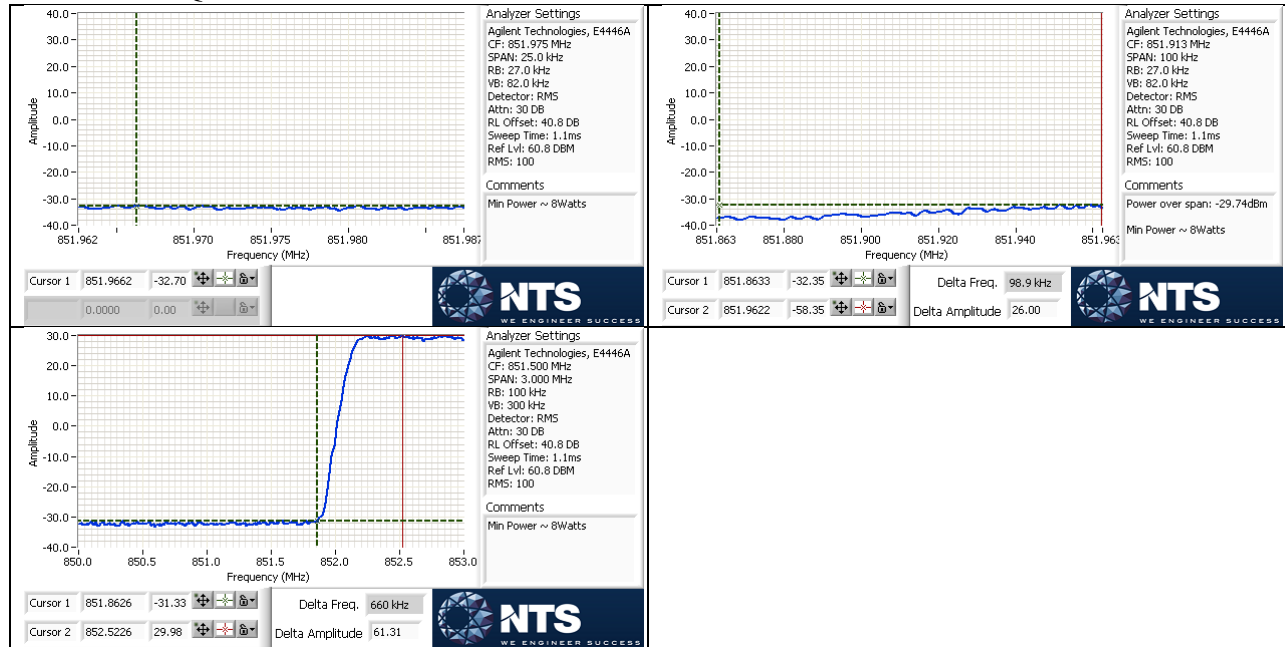 40.0
30.0
20.0
10.0
0.0
-10.0
-20.0
-30.0
-40.0
Amplitude
851.962 851.970 851.975 851.980 851.987
Frequency (MHz)
Analyzer Settings
Agilent Technologies, E4446A
CF: 851.975 MHz
SPAN: 25.0 kHz
RB: 27.0 kHz
VB: 82.0 kHz
Detector: RMS
Attn: 30 DB
RL Offset: 40.8 DB
Sweep Time: 1.1ms
Ref Lvl: 60.8 DBM
RMS: 100
Comments
Min Power ~ 8Watts
Cursor 1 851.9662 -32.70
0.0000 0.00
NTS
WE ENGINEER SUCCESS
40.0
30.0
20.0
10.0
0.0
-10.0
-20.0
-30.0
-40.0
Amplitude
851.863 851.880 851.900 851.920 851.940 851.963
Frequency (MHz)
Analyzer Settings
Agilent Technologies, E4446A
CF: 851.913 MHz
SPAN: 100 kHz
RB: 27.0 kHz
VB: 82.0 kHz
Detector: RMS
Attn: 30 DB
RL Offset: 40.8 DB
Sweep Time: 1.1ms
Ref Lvl: 60.8 DBM
RMS: 100
Comments
Power over span: -29.74dBm
Min Power ~ 8Watts
Cursor 1 851.8633 -32.35
Cursor 2 851.9622 -58.35
Delta Freq. 98.9 kHz
Delta Amplitude 26.00
NTS
WE ENGINEER SUCCESS
30.0
20.0
10.0
0.0
-10.0
-20.0
-30.0
-40.0
Amplitude
850.0 850.5 851.0 851.5 852.0 852.5 853.0
Frequency (MHz)
Analyzer Settings
Agilent Technologies, E4446A
CF: 851.500 MHz
SPAN: 3.000 MHz
RB: 100 kHz
VB: 300 kHz
Detector: RMS
Attn: 30 DB
RL Offset: 40.8 DB
Sweep Time: 1.1ms
Ref Lvl: 60.8 DBM
RMS: 100
Comments
Min Power ~ 8Watts
Cursor 1 851.8626 -31.33
Cursor 2 852.5226 29.98
Delta Freq. 660 kHz
Delta Amplitude 61.31
NTS
WE ENGINEER SUCCESS